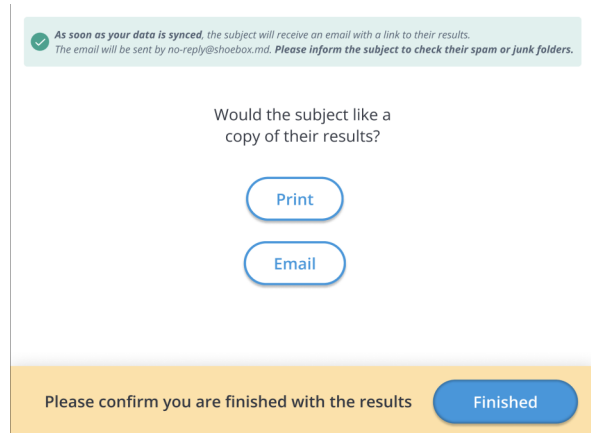 As soon as your data is synced, the subject will receive an email with a link to their results.
The email will be sent by no-reply@shoebox.md. Please inform the subject to check their spam or junk folders.
Would the subject like a
copy of their results?
Print
Email
Please confirm you are finished with the results
Finished